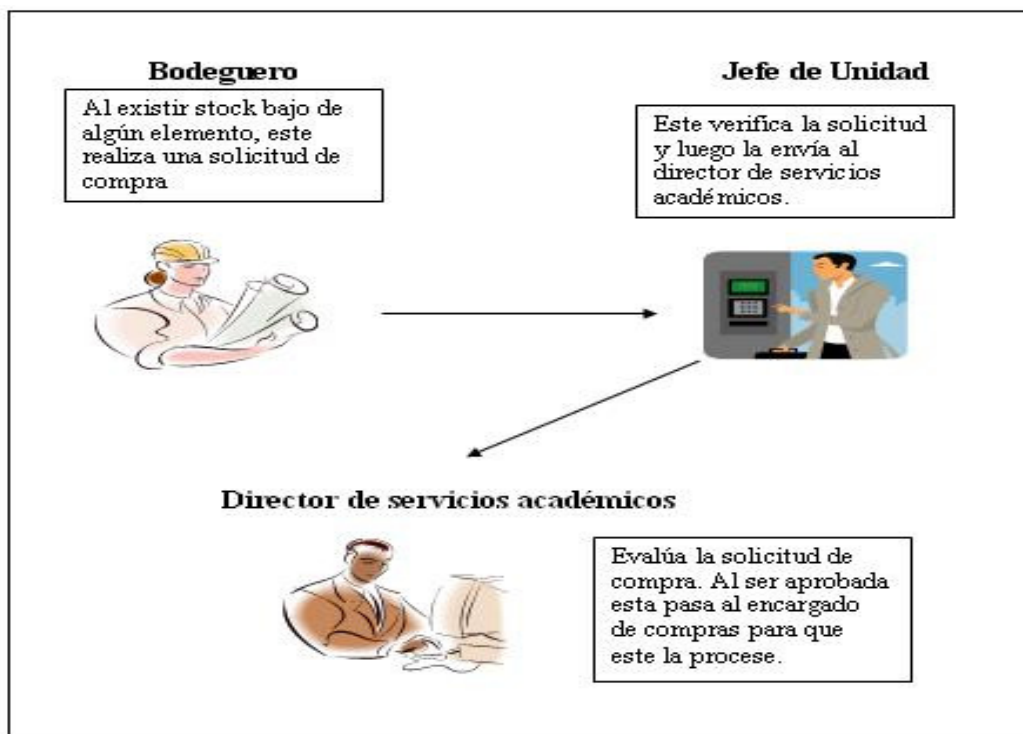 Bodeguero
Al existir stock bajo de
algún elemento, este
realiza una solicitud de
compra
Jefe de Unidad
Este verifica la solicitud
y luego la envía al
director de servicios
académicos.
Director de servicios académicos
Evalúa la solicitud de
compra. Al ser aprobada
esta pasa al encargado
de compras para que
este la procese.